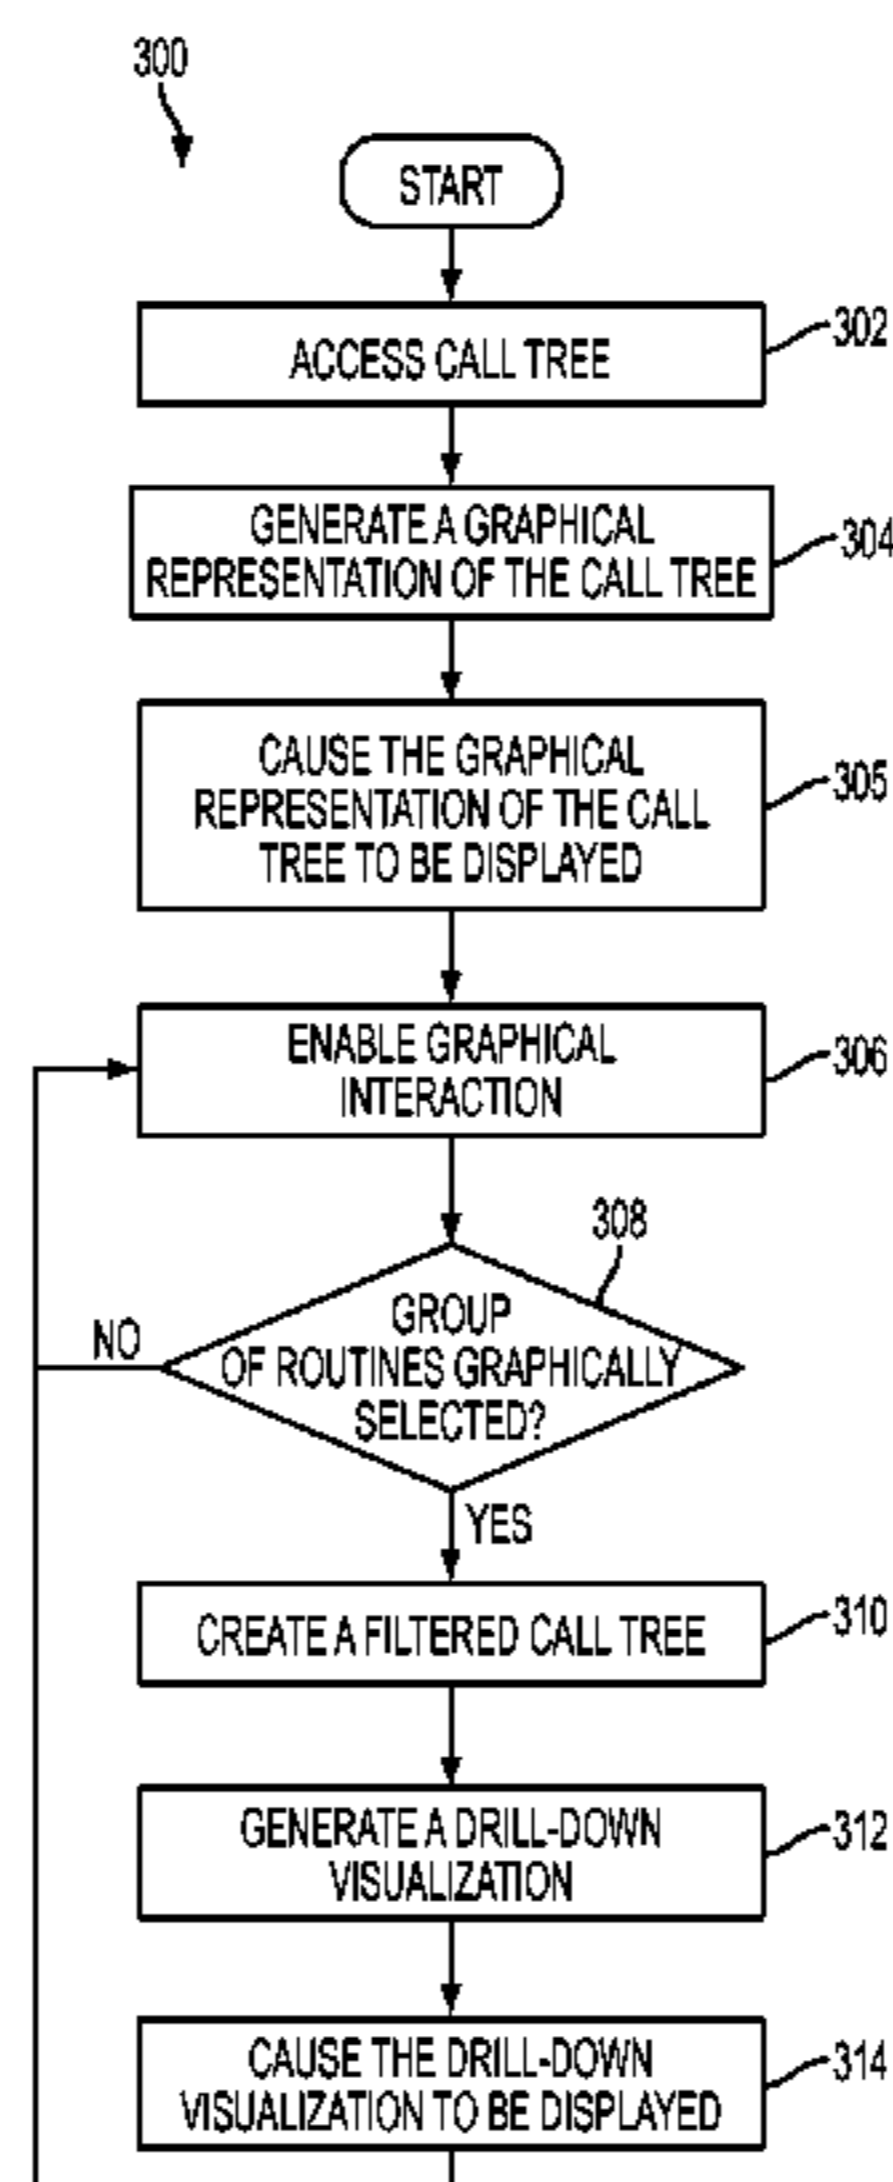 300
START
ACCESS CALL TREE
302
GENERATE A GRAPHICAL
REPRESENTATION OF THE CALL TREE
304
CAUSE THE GRAPHICAL
REPRESENTATION OF THE CALL
TREE TO BE DISPLAYED
305
ENABLE GRAPHICAL
INTERACTION
306
308
GROUP
OF ROUTINES GRAPHICALLY
SELECTED?
NO
YES
CREATE A FILTERED CALL TREE
310
GENERATE A DRILL-DOWN
VISUALIZATION
312
CAUSE THE DRILL-DOWN
VISUALIZATION TO BE DISPLAYED
314